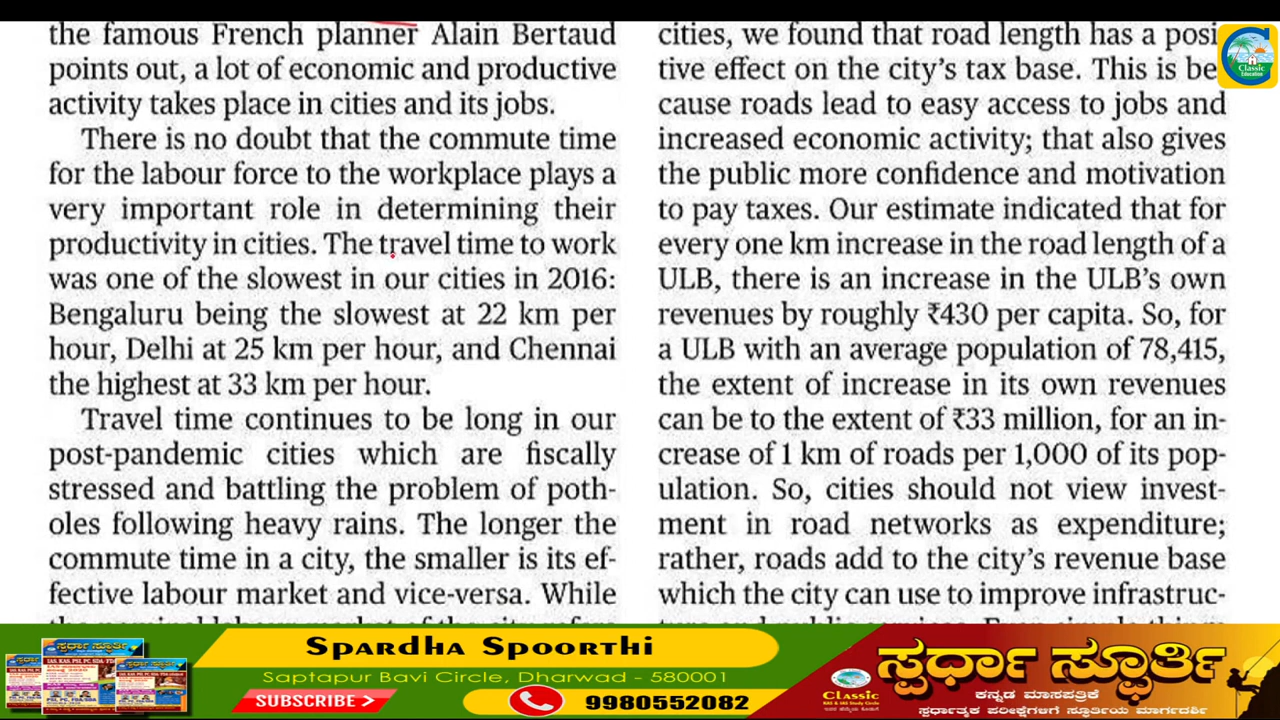 the famous French planner Alain Bertaud
points out, a lot of economic and productive
activity takes place in cities and its jobs.
There is no doubt that the commute time
for the labour force to the workplace plays a
very important role in determining their
productivity in cities. The travel time to work
was one of the slowest in our cities in 2016:
Bengaluru being the slowest at 22 km per
hour, Delhi at 25 km per hour, and Chennai
the highest at 33 km per hour.
Travel time continues to be long in our
post-pandemic cities which are fiscally
stressed and battling the problem of poth-
oles following heavy rains. The longer the
commute time in a city, the smaller is its ef-
fective labour market and vice-versa. While
cities, we found that road length has a posi
tive effect on the city's tax base. This is be
cause roads lead to easy access to jobs and
increased economic activity; that also gives
the public more confidence and motivation
to pay taxes. Our estimate indicated that for
every one km increase in the road length of a
ULB, there is an increase in the ULB's own
revenues by roughly ₹430 per capita. So, for
a ULB with an average population of 78,415,
the extent of increase in its own revenues
can be to the extent of ₹33 million, for an in-
crease of 1 km of roads per 1,000 of its pop-
ulation. So, cities should not view invest-
ment in road networks as expenditure;
rather, roads add to the city's revenue base
which the city can use to improve infrastruc-
Classic
Education
Spardha Spoorthi
Saptapur Bavi Circle, Dharwad - 580001
SUBSCRIBE >
9980552082
Classic
KAS & IAS Study Circle
ಸ್ಪರ್ಧಾ ಸ್ಫೂರ್ತಿ
ಕನ್ನಡ ಮಾಸಪತ್ರಿಕೆ
ಸ್ಪರ್ಧಾತ್ಮಕ ಪರೀಕ್ಷೆಗಳಿಗೆ ಸ್ಫೂರ್ತಿಯ ಮಾರ್ಗದರ್ಶಿ